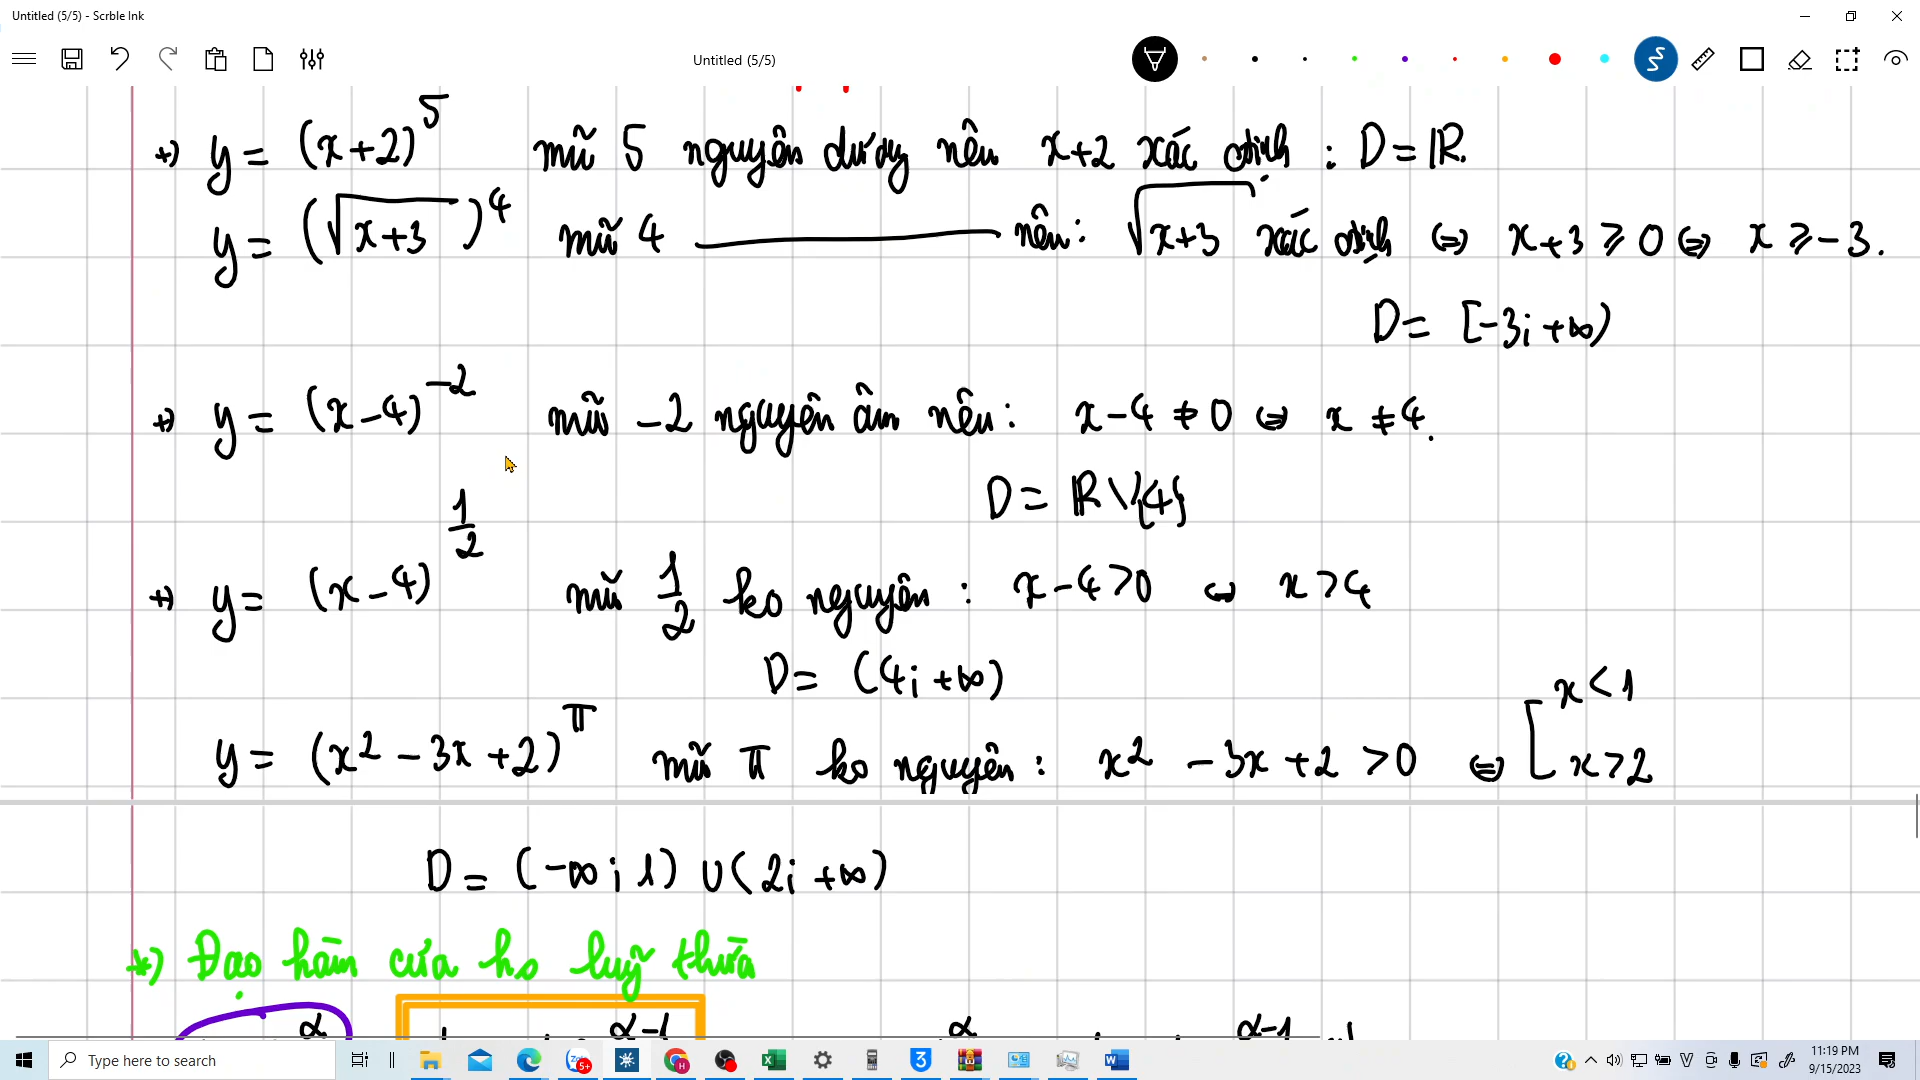 Untitled (5/5) - Scrble Ink
Untitled (5/5)
+) y = (x+2)^5 mũ 5 nguyên dương nên x+2 xác định : D = ℝ.
y = (√(x+3))^4 mũ 4 ——— nên: √(x+3) xác định ⇔ x+3 ⩾ 0 ⇔ x ⩾ -3.
D = [-3; +∞)
+) y = (x-4)^-2 mũ -2 nguyên âm nên : x-4 ≠ 0 ⇔ x ≠ 4.
D = ℝ \ {4}
+) y = (x-4)^(1/2) mũ 1/2 ko nguyên : x-4 > 0 ⇔ x > 4
D = (4; +∞)
y = (x² - 3x + 2)^π mũ π ko nguyên : x² - 3x + 2 > 0 ⇔ [ x < 1
x > 2
D = (-∞; 1) ∪ (2; +∞)
*) Đạo hàm của hs luỹ thừa
α α-1 α α-1
Type here to search
11:19 PM
9/15/2023